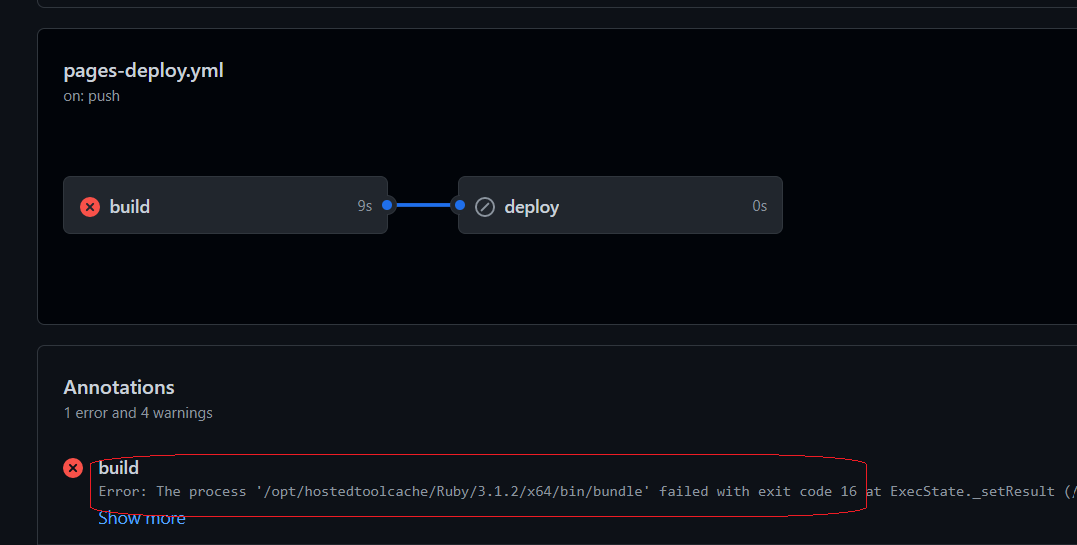 pages-deploy.yml
on: push
build 9s deploy 0s
Annotations
1 error and 4 warnings
build
Error: The process '/opt/hostedtoolcache/Ruby/3.1.2/x64/bin/bundle' failed with exit code 16 at ExecState._setResult (/
Show more